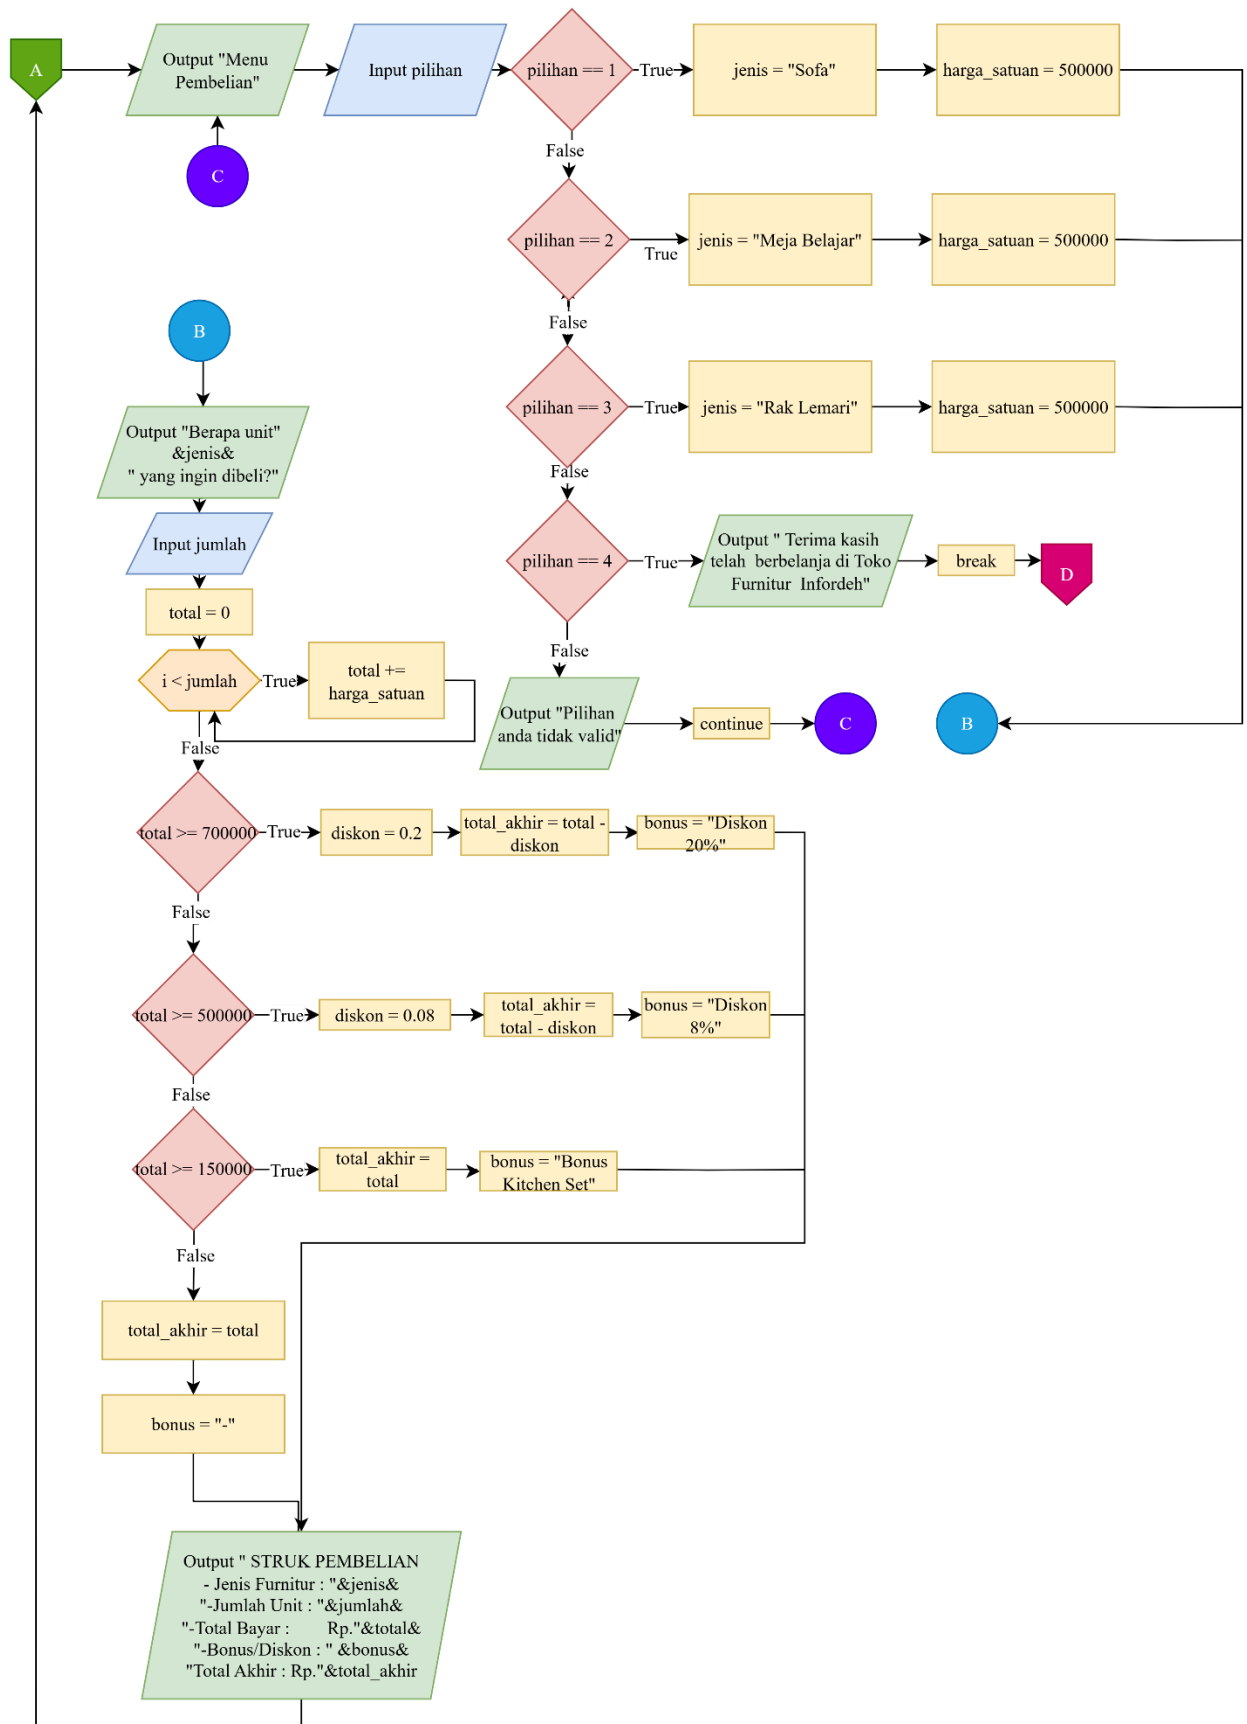 A
Output "Menu
Pembelian"
Input pilihan
pilihan == 1
True
jenis = "Sofa"
harga_satuan = 500000
False
C
pilihan == 2
True
jenis = "Meja Belajar"
harga_satuan = 500000
False
pilihan == 3
True
jenis = "Rak Lemari"
harga_satuan = 500000
False
pilihan == 4
True
Output " Terima kasih
telah berbelanja di Toko
Furnitur Infordeh"
break
D
False
Output "Pilihan
anda tidak valid"
continue
C
B
B
Output "Berapa unit"
&jenis&
" yang ingin dibeli?"
Input jumlah
total = 0
i < jumlah
True
total +=
harga_satuan
False
total >= 700000
True
diskon = 0.2
total_akhir = total -
diskon
bonus = "Diskon
20%"
False
total >= 500000
True
diskon = 0.08
total_akhir =
total - diskon
bonus = "Diskon
8%"
False
total >= 150000
True
total_akhir =
total
bonus = "Bonus
Kitchen Set"
False
total_akhir = total
bonus = "-"
Output " STRUK PEMBELIAN
- Jenis Furnitur : "&jenis&
"-Jumlah Unit : "&jumlah&
"-Total Bayar : Rp."&total&
"-Bonus/Diskon : " &bonus&
"Total Akhir : Rp."&total_akhir